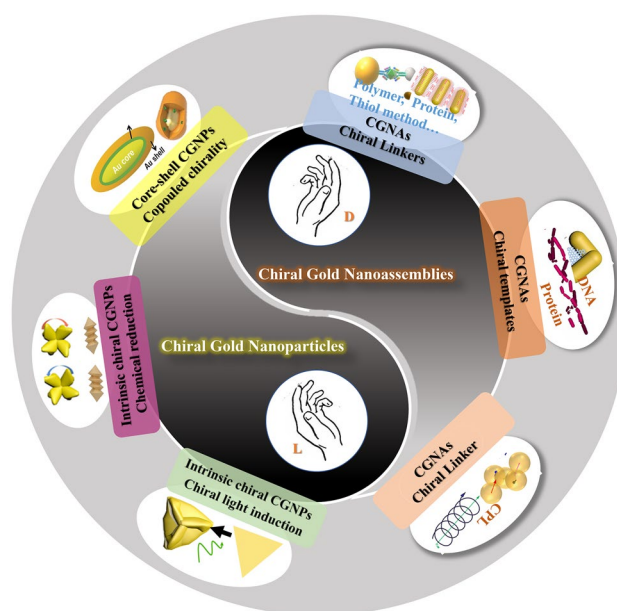 Polymer, Protein,
Thiol method...
CGNAs
Chiral Linkers
Au core
Au shell
Core-shell CGNPs
Copouled chirality
D
Chiral Gold Nanoassemblies
CGNAs
Chiral templates
DNA
Protein
Intrinsic chiral CGNPs
Chemical reduction
Chiral Gold Nanoparticles
L
CGNAs
Chiral Linker
CPL
Intrinsic chiral CGNPs
Chiral light induction